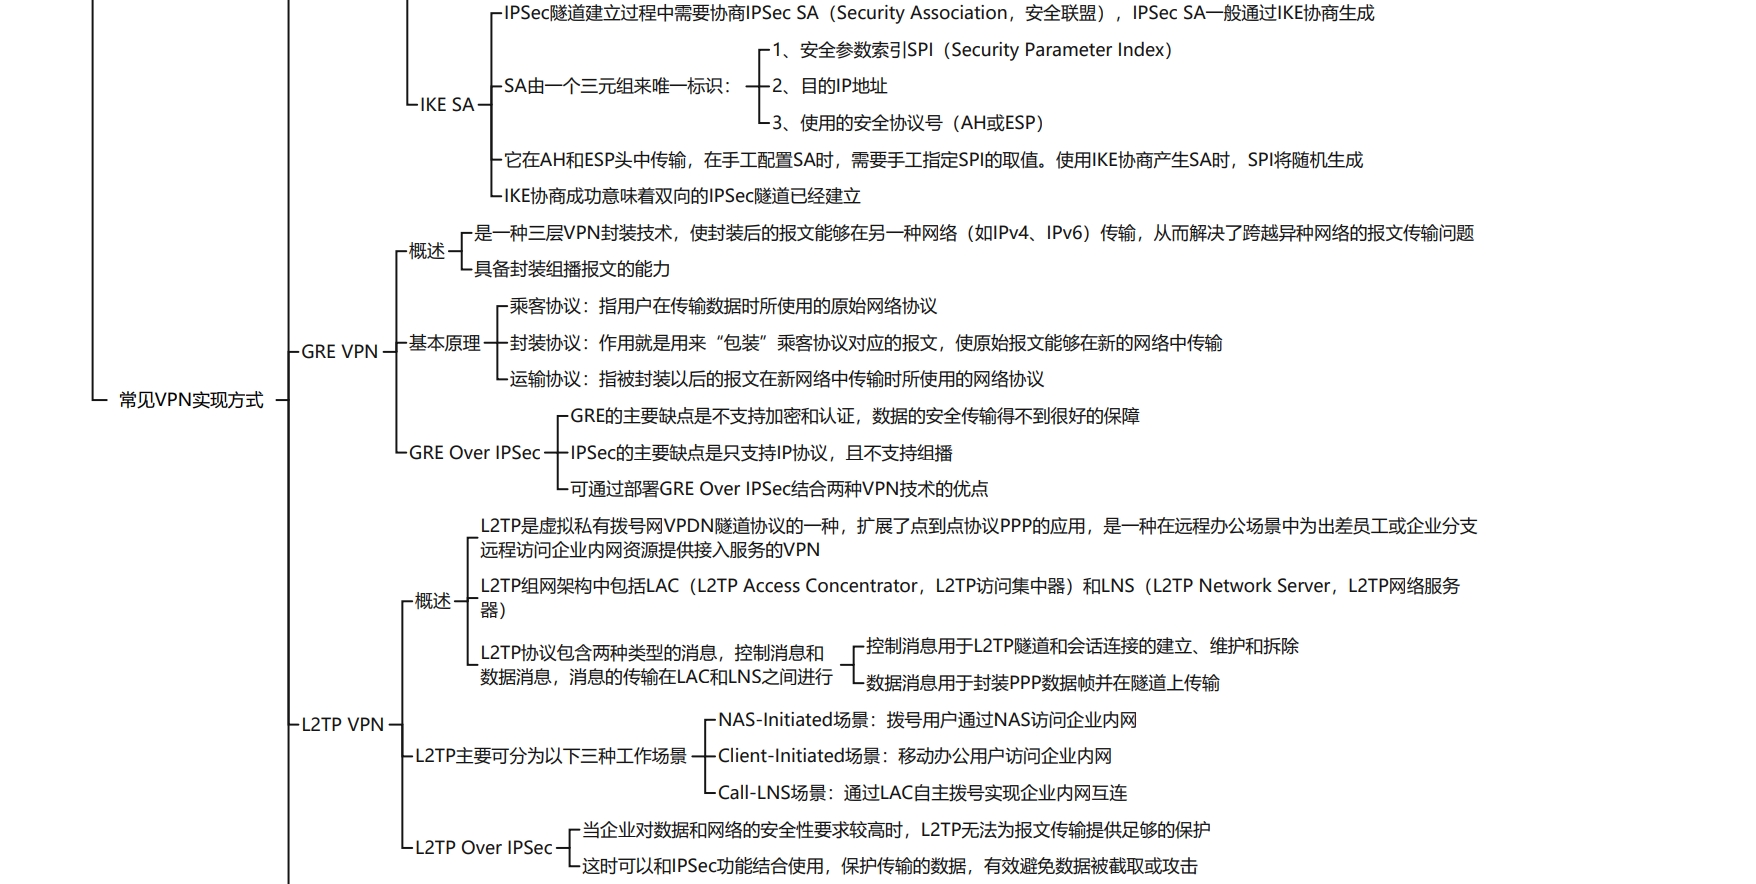 IPSec隧道建立过程中需要协商IPSec SA（Security Association，安全联盟），IPSec SA一般通过IKE协商生成
1、安全参数索引SPI（Security Parameter Index）
SA由一个三元组来唯一标识：
2、目的IP地址
IKE SA
3、使用的安全协议号（AH或ESP）
它在AH和ESP头中传输，在手工配置SA时，需要手工指定SPI的取值。使用IKE协商产生SA时，SPI将随机生成
IKE协商成功意味着双向的IPSec隧道已经建立
是一种三层VPN封装技术，使封装后的报文能够在另一种网络（如IPv4、IPv6）传输，从而解决了跨越异种网络的报文传输问题
概述
具备封装组播报文的能力
乘客协议：指用户在传输数据时所使用的原始网络协议
GRE VPN
基本原理
封装协议：作用就是用来“包装”乘客协议对应的报文，使原始报文能够在新的网络中传输
运输协议：指被封装以后的报文在新网络中传输时所使用的网络协议
常见VPN实现方式
GRE的主要缺点是不支持加密和认证，数据的安全传输得不到很好的保障
GRE Over IPSec
IPSec的主要缺点是只支持IP协议，且不支持组播
可通过部署GRE Over IPSec结合两种VPN技术的优点
L2TP是虚拟私有拨号网VPDN隧道协议的一种，扩展了点到点协议PPP的应用，是一种在远程办公场景中为出差员工或企业分支
远程访问企业内网资源提供接入服务的VPN
概述
L2TP组网架构中包括LAC（L2TP Access Concentrator，L2TP访问集中器）和LNS（L2TP Network Server，L2TP网络服务
器）
L2TP协议包含两种类型的消息，控制消息和
数据消息，消息的传输在LAC和LNS之间进行
控制消息用于L2TP隧道和会话连接的建立、维护和拆除
数据消息用于封装PPP数据帧并在隧道上传输
L2TP VPN
NAS-Initiated场景：拨号用户通过NAS访问企业内网
L2TP主要可分为以下三种工作场景
Client-Initiated场景：移动办公用户访问企业内网
Call-LNS场景：通过LAC自主拨号实现企业内网互连
L2TP Over IPSec
当企业对数据和网络的安全性要求较高时，L2TP无法为报文传输提供足够的保护
这时可以和IPSec功能结合使用，保护传输的数据，有效避免数据被截取或攻击